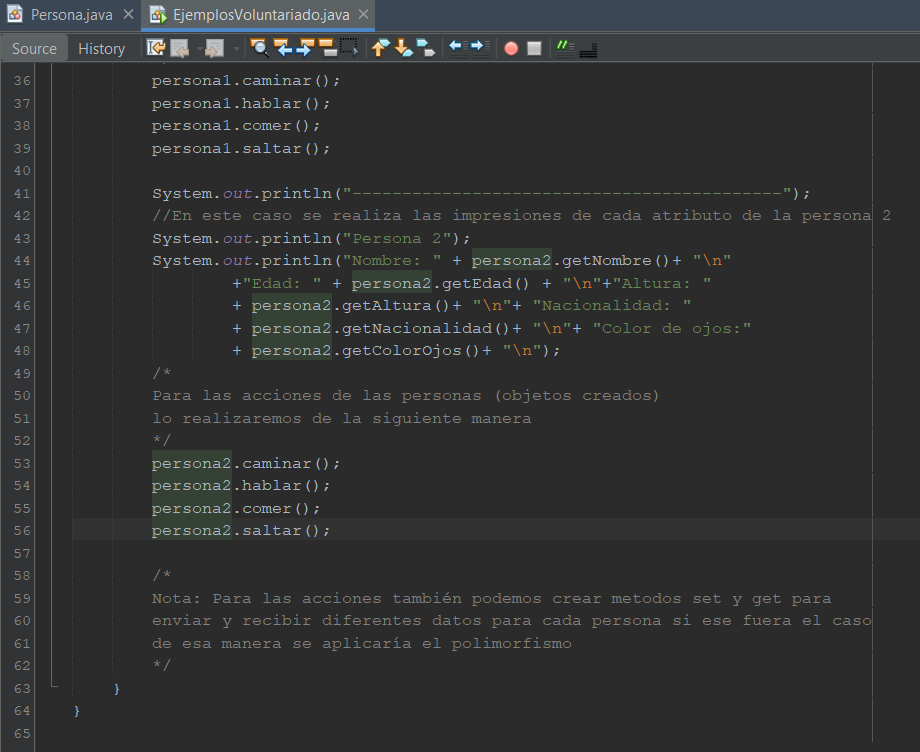 Persona.java
EjemplosVoluntariado.java
Source History
36 persona1.caminar();
37 persona1.hablar();
38 persona1.comer();
39 persona1.saltar();
40
41 System.out.println("-------------------------------------------");
42 //En este caso se realiza las impresiones de cada atributo de la persona 2
43 System.out.println("Persona 2");
44 System.out.println("Nombre: " + persona2.getNombre()+ "\n"
45 +"Edad: " + persona2.getEdad() + "\n"+"Altura: "
46 + persona2.getAltura()+ "\n"+ "Nacionalidad: "
47 + persona2.getNacionalidad()+ "\n"+ "Color de ojos:"
48 + persona2.getColorOjos()+ "\n");
49 /*
50 Para las acciones de las personas (objetos creados)
51 lo realizaremos de la siguiente manera
52 */
53 persona2.caminar();
54 persona2.hablar();
55 persona2.comer();
56 persona2.saltar();
57
58 /*
59 Nota: Para las acciones también podemos crear metodos set y get para
60 enviar y recibir diferentes datos para cada persona si ese fuera el caso
61 de esa manera se aplicaría el polimorfismo
62 */
63 }
64 }
65